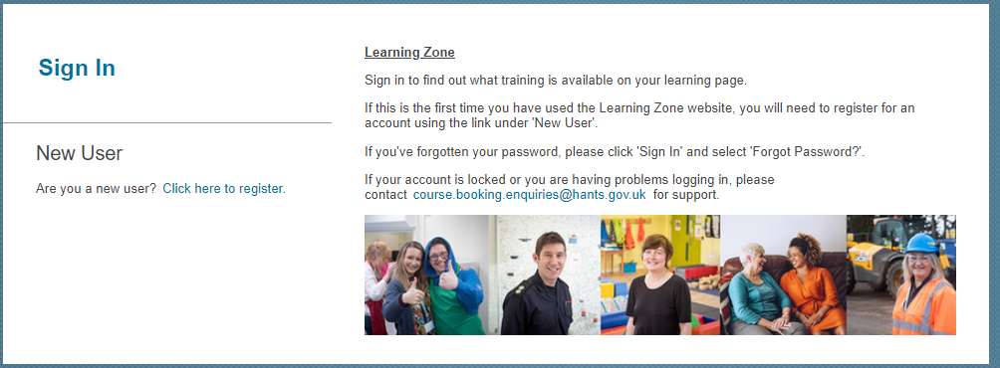 Sign In
New User
Are you a new user? Click here to register.
Learning Zone
Sign in to find out what training is available on your learning page.
If this is the first time you have used the Learning Zone website, you will need to register for an
account using the link under 'New User'.
If you've forgotten your password, please click 'Sign In' and select 'Forgot Password?'.
If your account is locked or you are having problems logging in, please
contact course.booking.enquiries@hants.gov.uk for support.